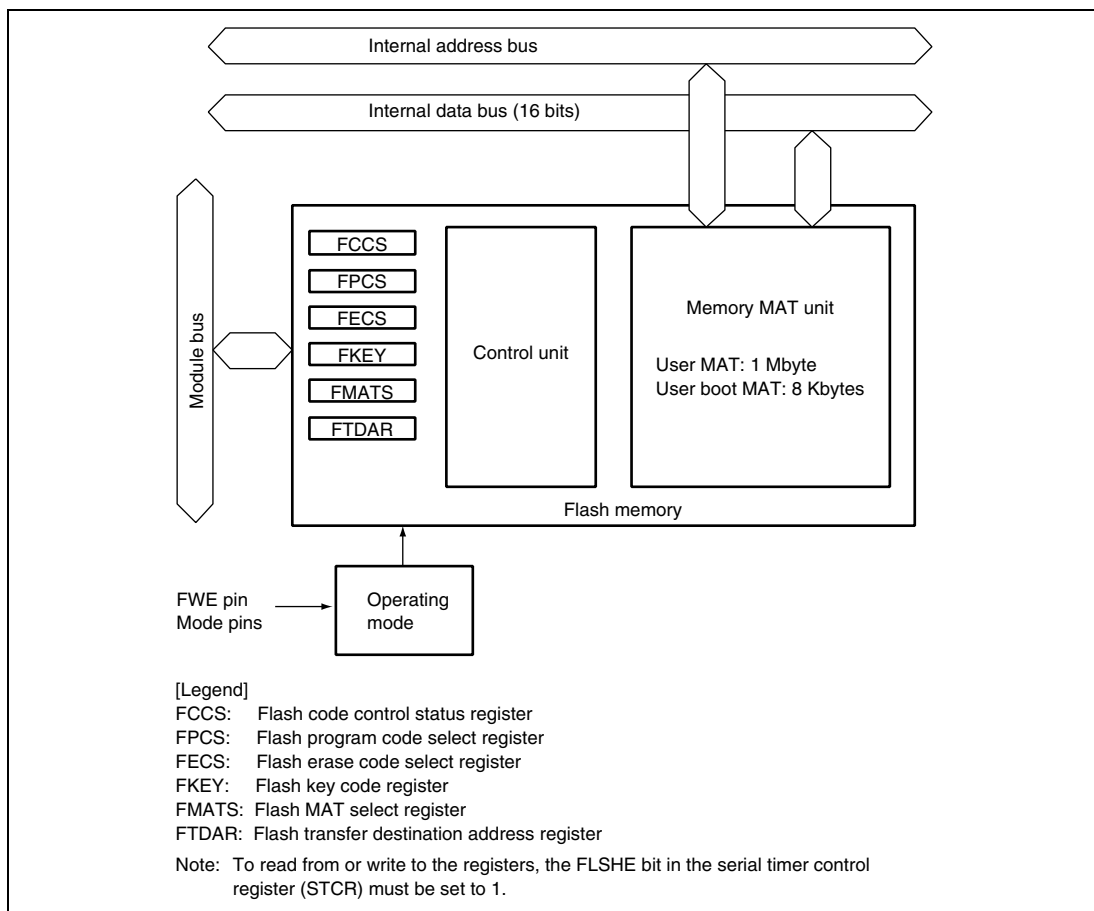 Internal address bus
Internal data bus (16 bits)
Module bus
FCCS
FPCS
FECS
FKEY
FMATS
FTDAR
Control unit
Memory MAT unit
User MAT: 1 Mbyte
User boot MAT: 8 Kbytes
Flash memory
FWE pin
Mode pins
Operating
mode
[Legend]
FCCS: Flash code control status register
FPCS: Flash program code select register
FECS: Flash erase code select register
FKEY: Flash key code register
FMATS: Flash MAT select register
FTDAR: Flash transfer destination address register
Note: To read from or write to the registers, the FLSHE bit in the serial timer control
register (STCR) must be set to 1.